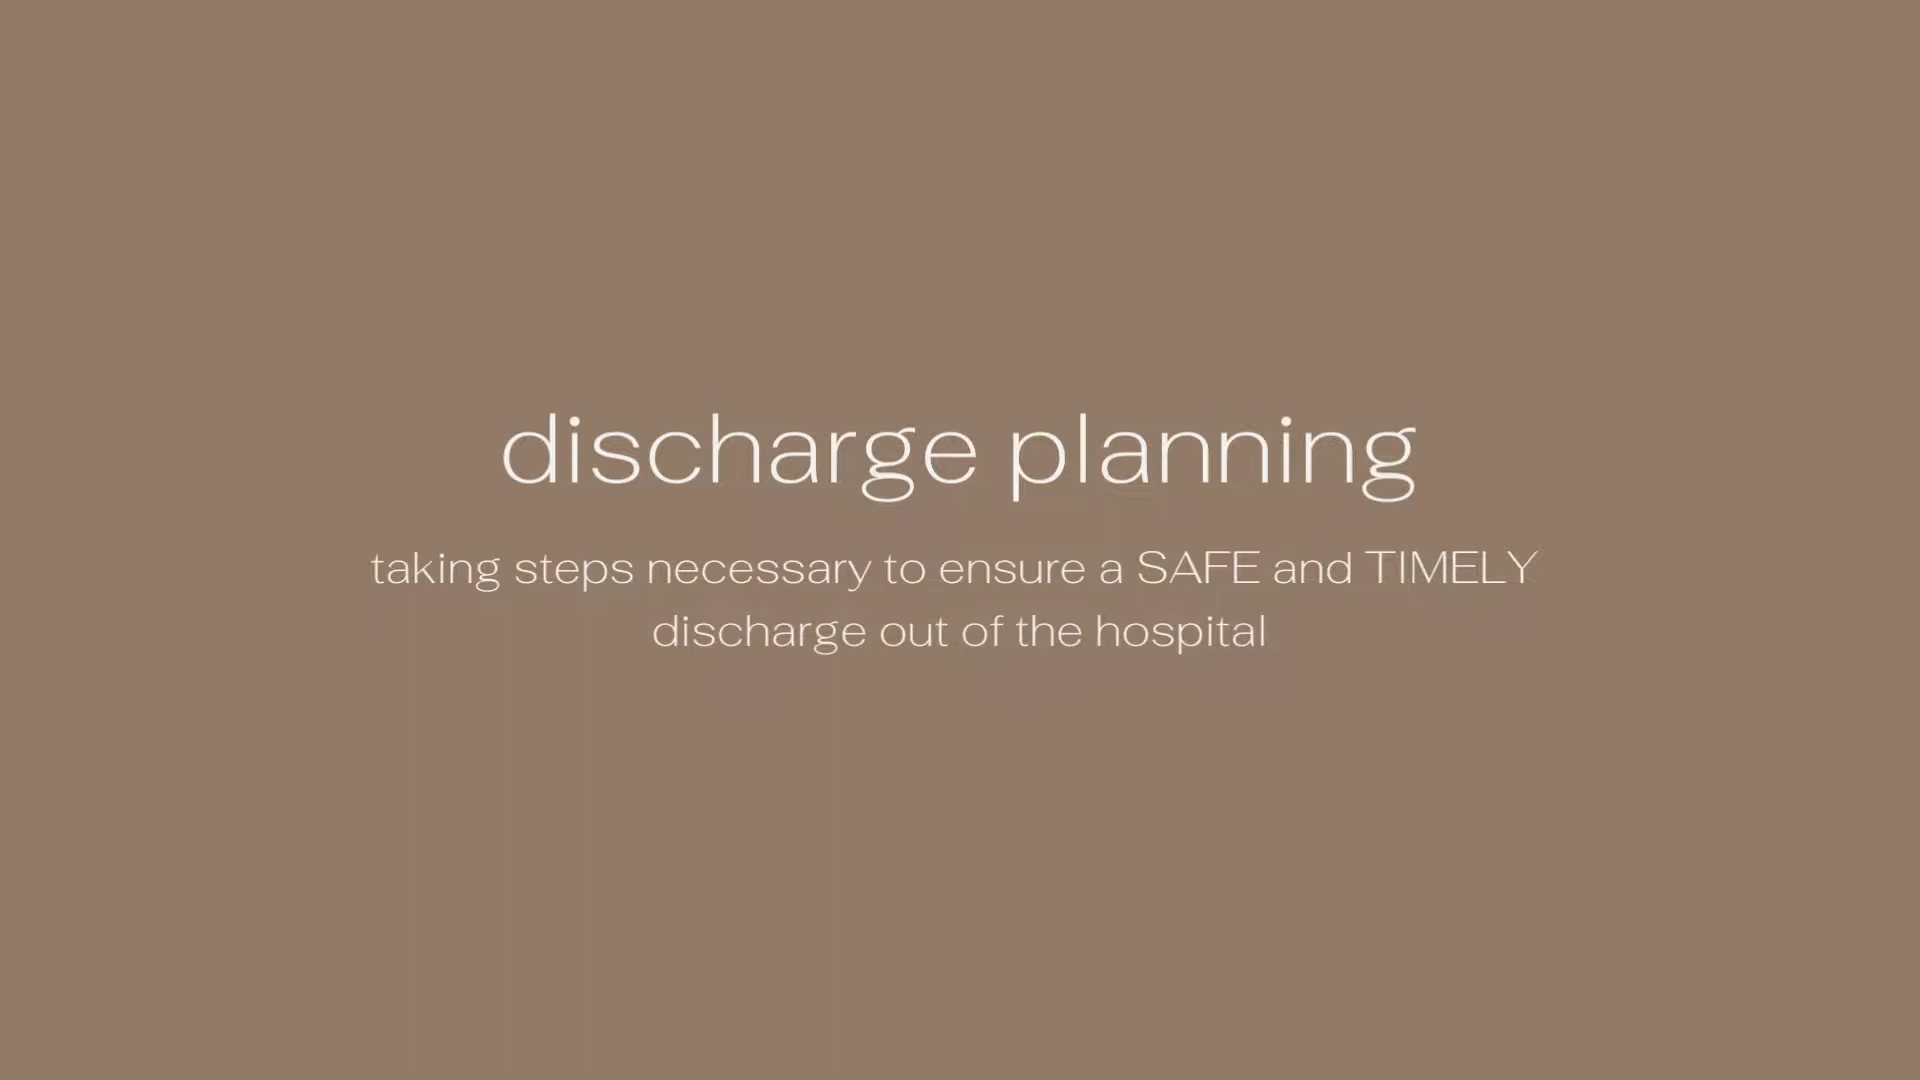 discharge planning
taking steps necessary to ensure a SAFE and TIMELY
discharge out of the hospital